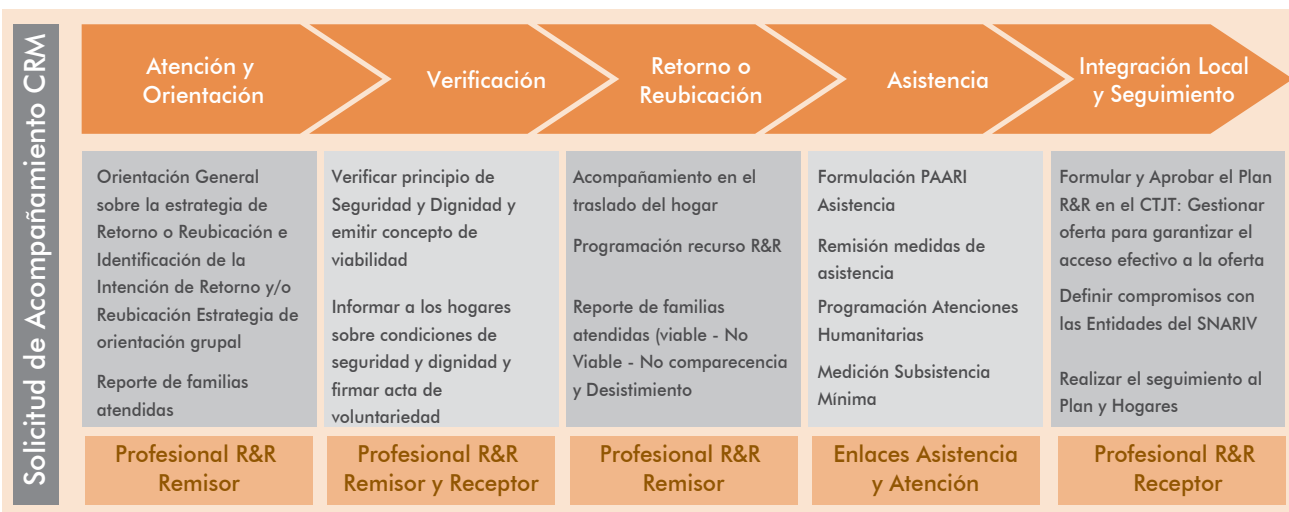 Solicitud de Acompañamiento CRM
Atención y
Orientación
Verificación
Retorno o
Reubicación
Asistencia
Integración Local
y Seguimiento
Orientación General
sobre la estrategia de
Retorno o Reubicación e
Identificación de la
Intención de Retorno y/o
Reubicación Estrategia de
orientación grupal
Reporte de familias
atendidas
Verificar principio de
Seguridad y Dignidad y
emitir concepto de
viabilidad
Informar a los hogares
sobre condiciones de
seguridad y dignidad y
firmar acta de
voluntariedad
Acompañamiento en el
traslado del hogar
Programación recurso R&R
Reporte de familias
atendidas (viable - No
Viable - No comparecencia
y Desistimiento
Formulación PAARI
Asistencia
Remisión medidas de
asistencia
Programación Atenciones
Humanitarias
Medición Subsistencia
Mínima
Formular y Aprobar el Plan
R&R en el CTJT: Gestionar
oferta para garantizar el
acceso efectivo a la oferta
Definir compromisos con
las Entidades del SNARIV
Realizar el seguimiento al
Plan y Hogares
Profesional R&R
Remisor
Profesional R&R
Remisor y Receptor
Profesional R&R
Remisor
Enlaces Asistencia
y Atención
Profesional R&R
Receptor